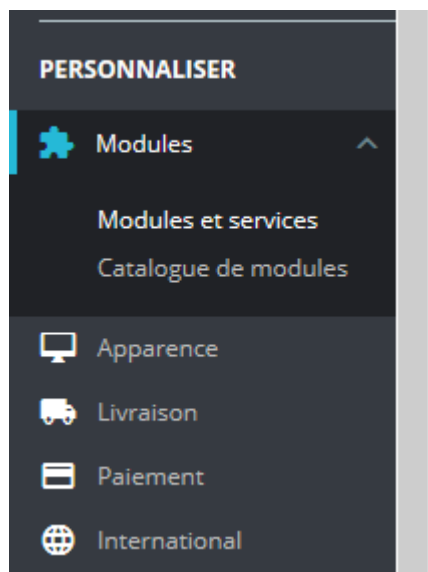 PERSONNALISER
Modules
Modules et services
Catalogue de modules
Apparence
Livraison
Paiement
International